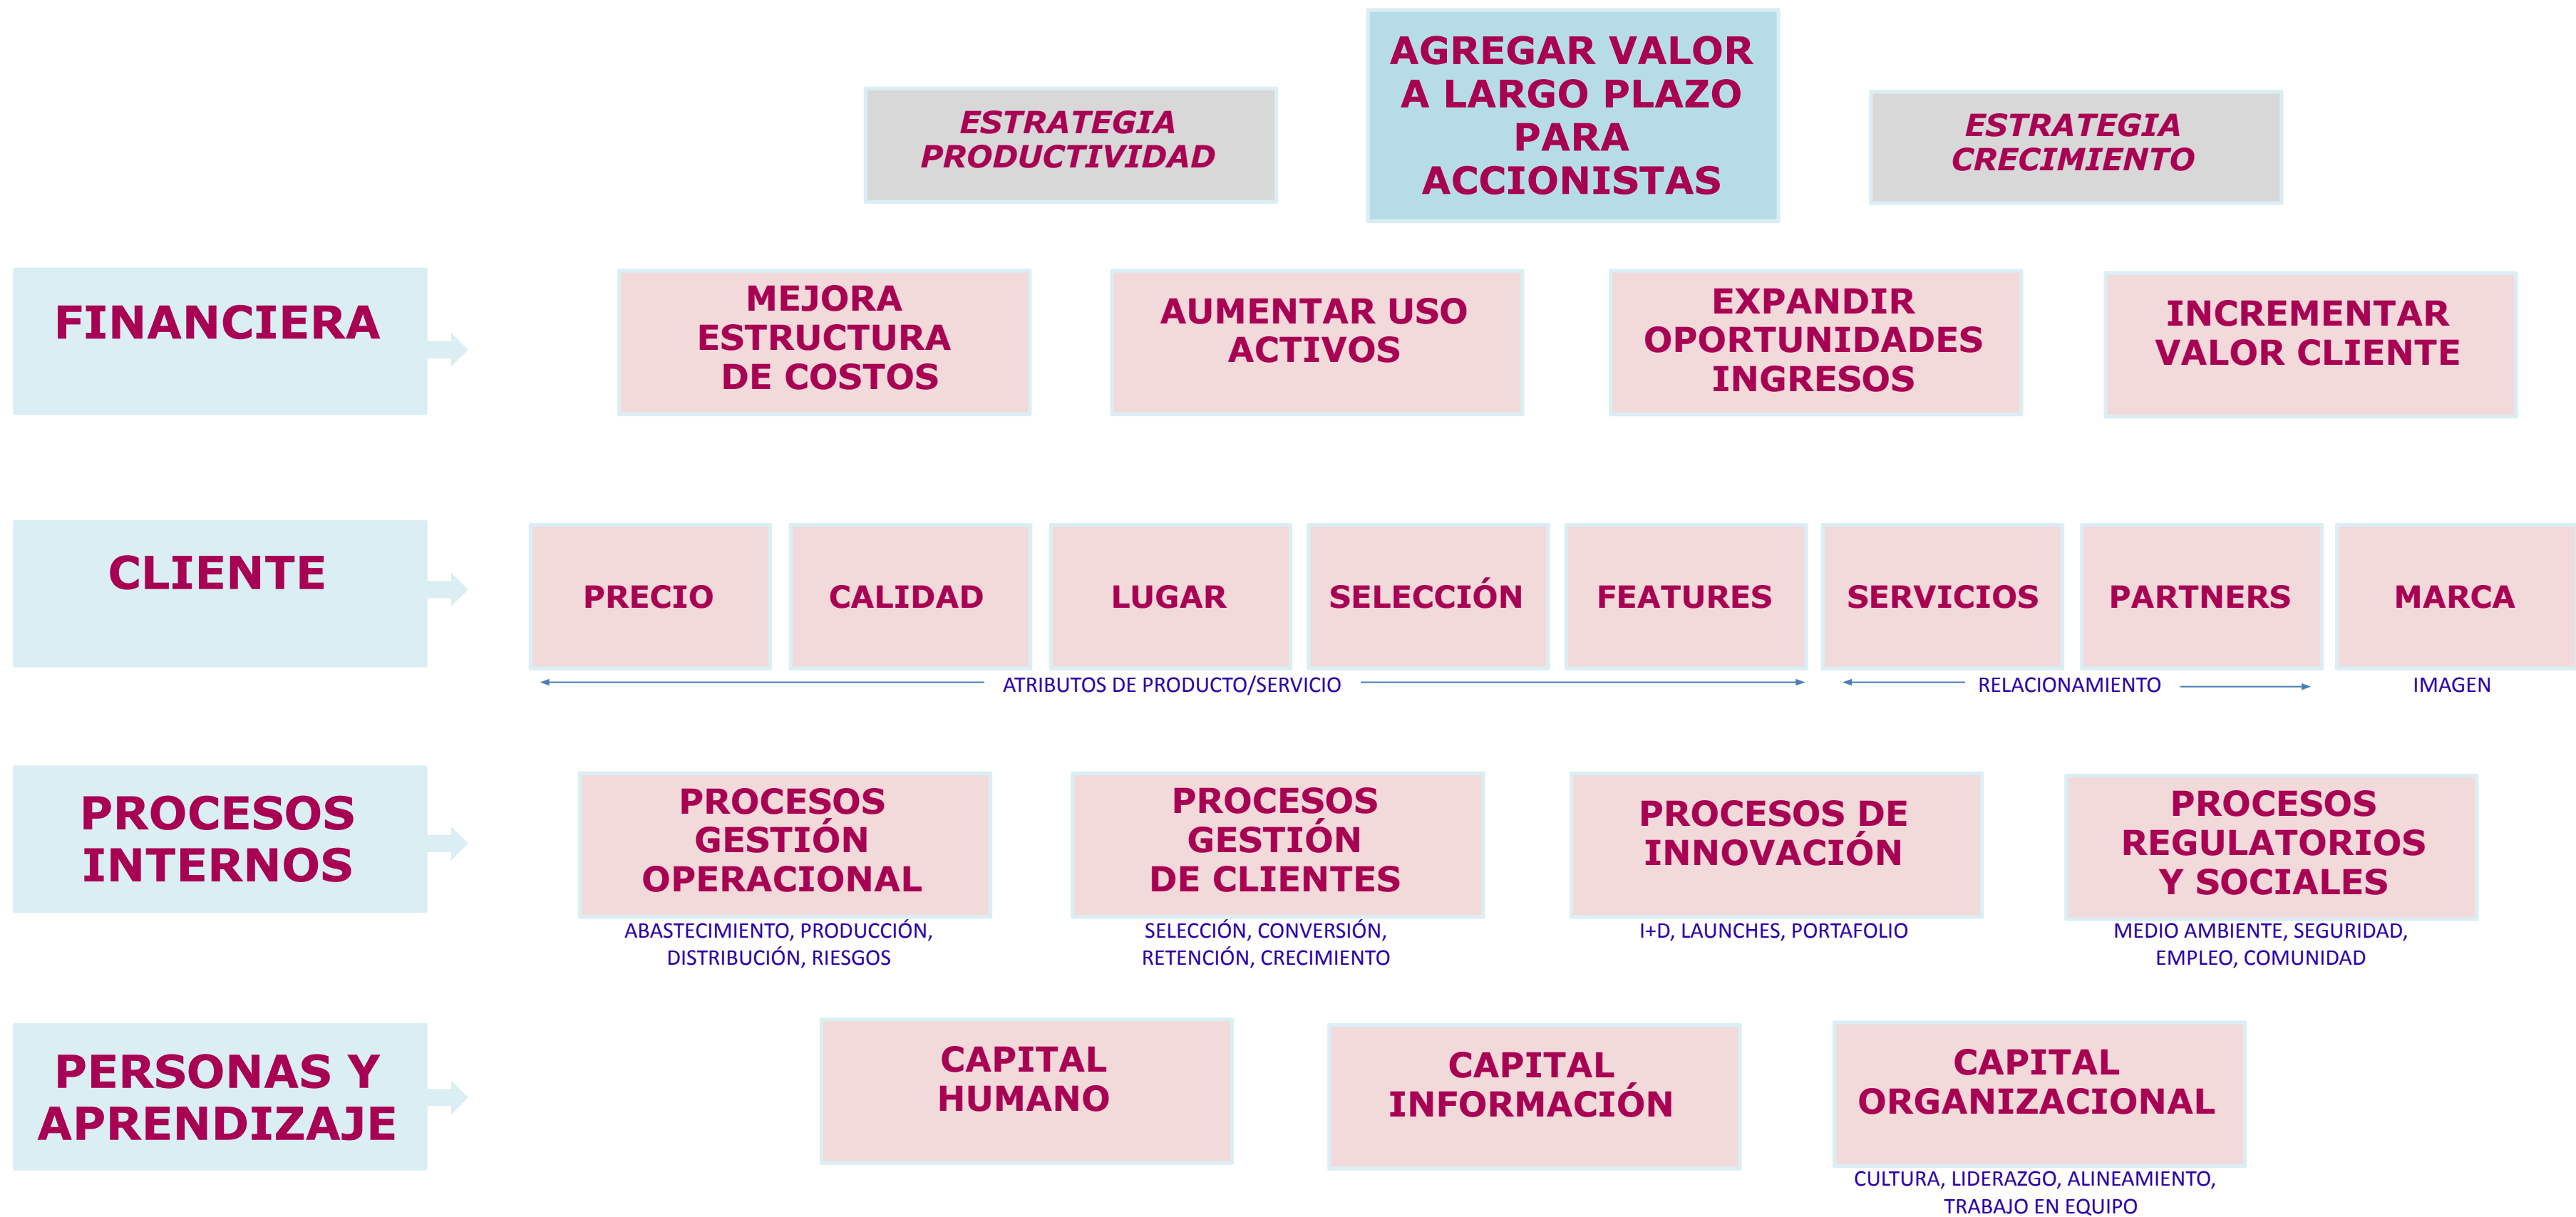 AGREGAR VALOR
A LARGO PLAZO
PARA
ACCIONISTAS
ESTRATEGIA
PRODUCTIVIDAD
ESTRATEGIA
CRECIMIENTO
FINANCIERA
MEJORA
ESTRUCTURA
DE COSTOS
AUMENTAR USO
ACTIVOS
EXPANDIR
OPORTUNIDADES
INGRESOS
INCREMENTAR
VALOR CLIENTE
CLIENTE
PRECIO
CALIDAD
LUGAR
SELECCIÓN
FEATURES
SERVICIOS
PARTNERS
MARCA
ATRIBUTOS DE PRODUCTO/SERVICIO
RELACIONAMIENTO
IMAGEN
PROCESOS
INTERNOS
PROCESOS
GESTIÓN
OPERACIONAL
ABASTECIMIENTO, PRODUCCIÓN,
DISTRIBUCIÓN, RIESGOS
PROCESOS
GESTIÓN
DE CLIENTES
SELECCIÓN, CONVERSIÓN,
RETENCIÓN, CRECIMIENTO
PROCESOS DE
INNOVACIÓN
I+D, LAUNCHES, PORTAFOLIO
PROCESOS
REGULATORIOS
Y SOCIALES
MEDIO AMBIENTE, SEGURIDAD,
EMPLEO, COMUNIDAD
PERSONAS Y
APRENDIZAJE
CAPITAL
HUMANO
CAPITAL
INFORMACIÓN
CAPITAL
ORGANIZACIONAL
CULTURA, LIDERAZGO, ALINEAMIENTO,
TRABAJO EN EQUIPO